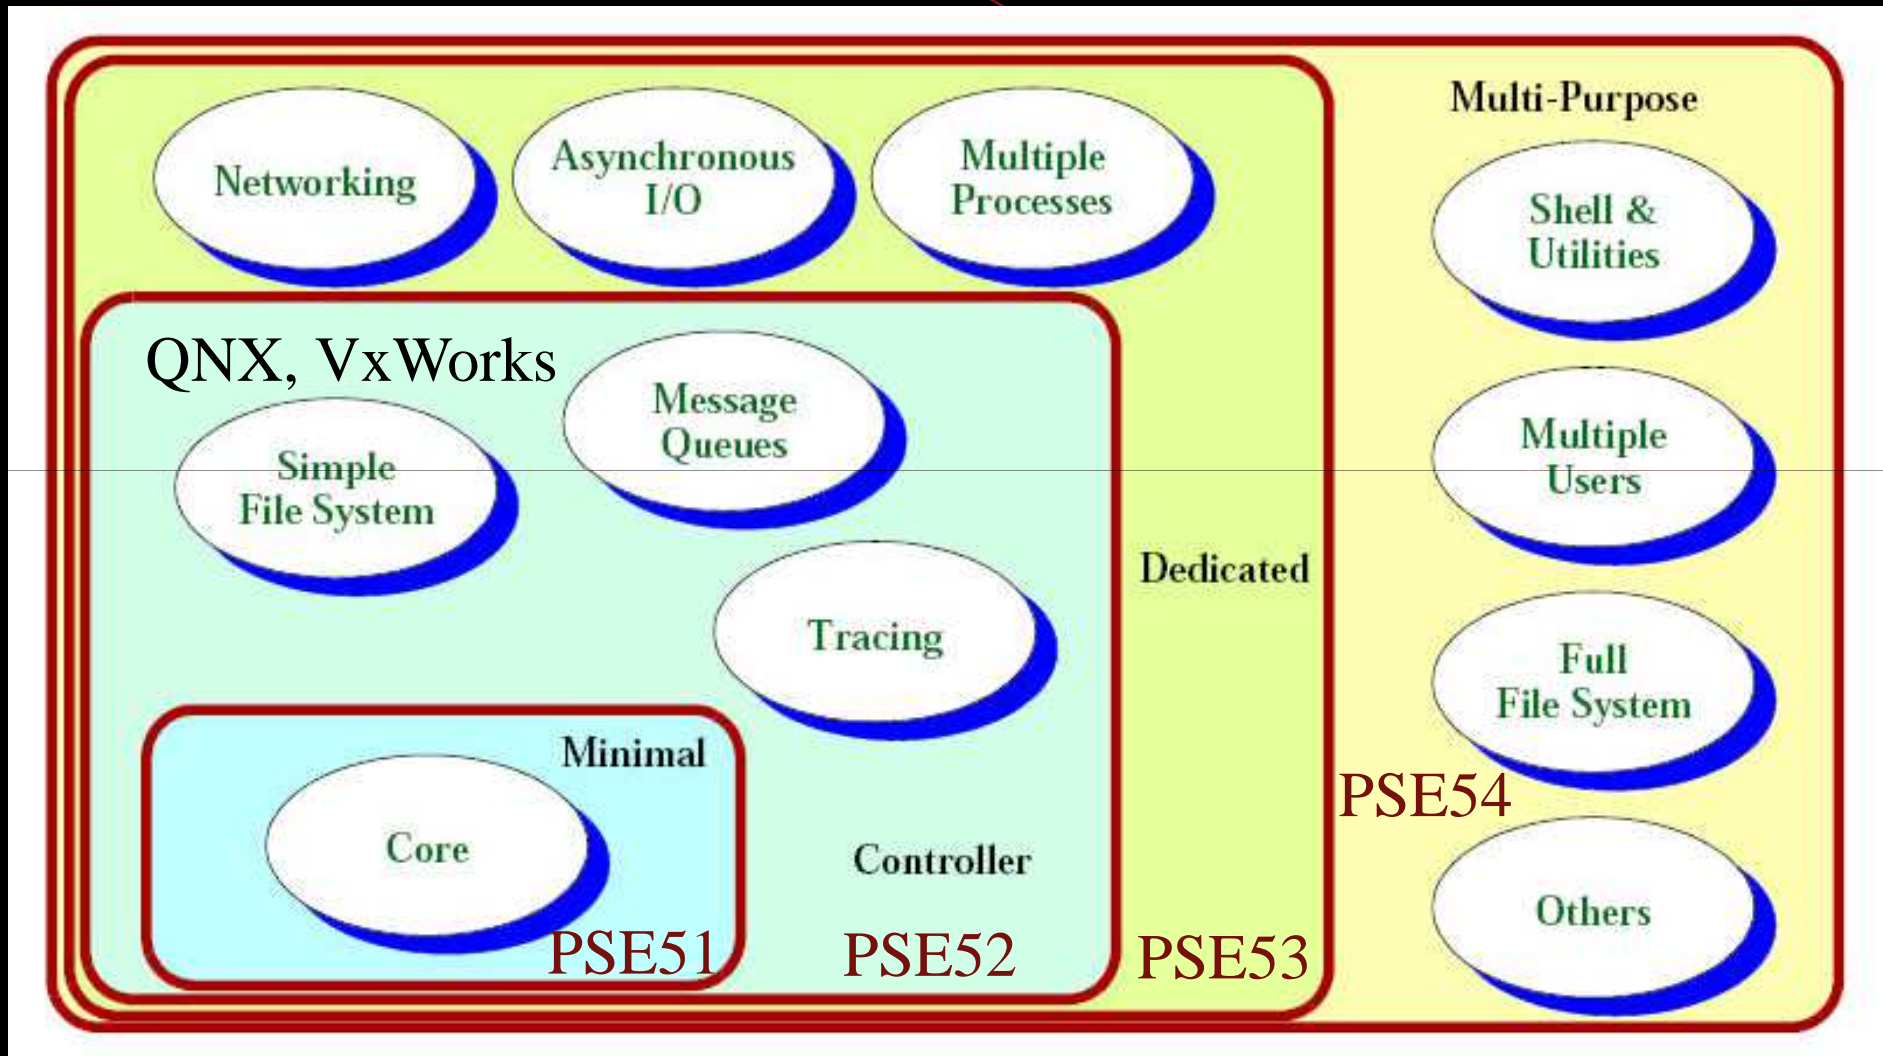 Multi-Purpose
Networking
Asynchronous
I/O
Multiple
Processes
Shell &
Utilities
QNX, VxWorks
Message
Queues
Simple
File System
Multiple
Users
Dedicated
Tracing
Full
File System
Minimal
PSE54
Core
Controller
Others
PSE51
PSE52
PSE53